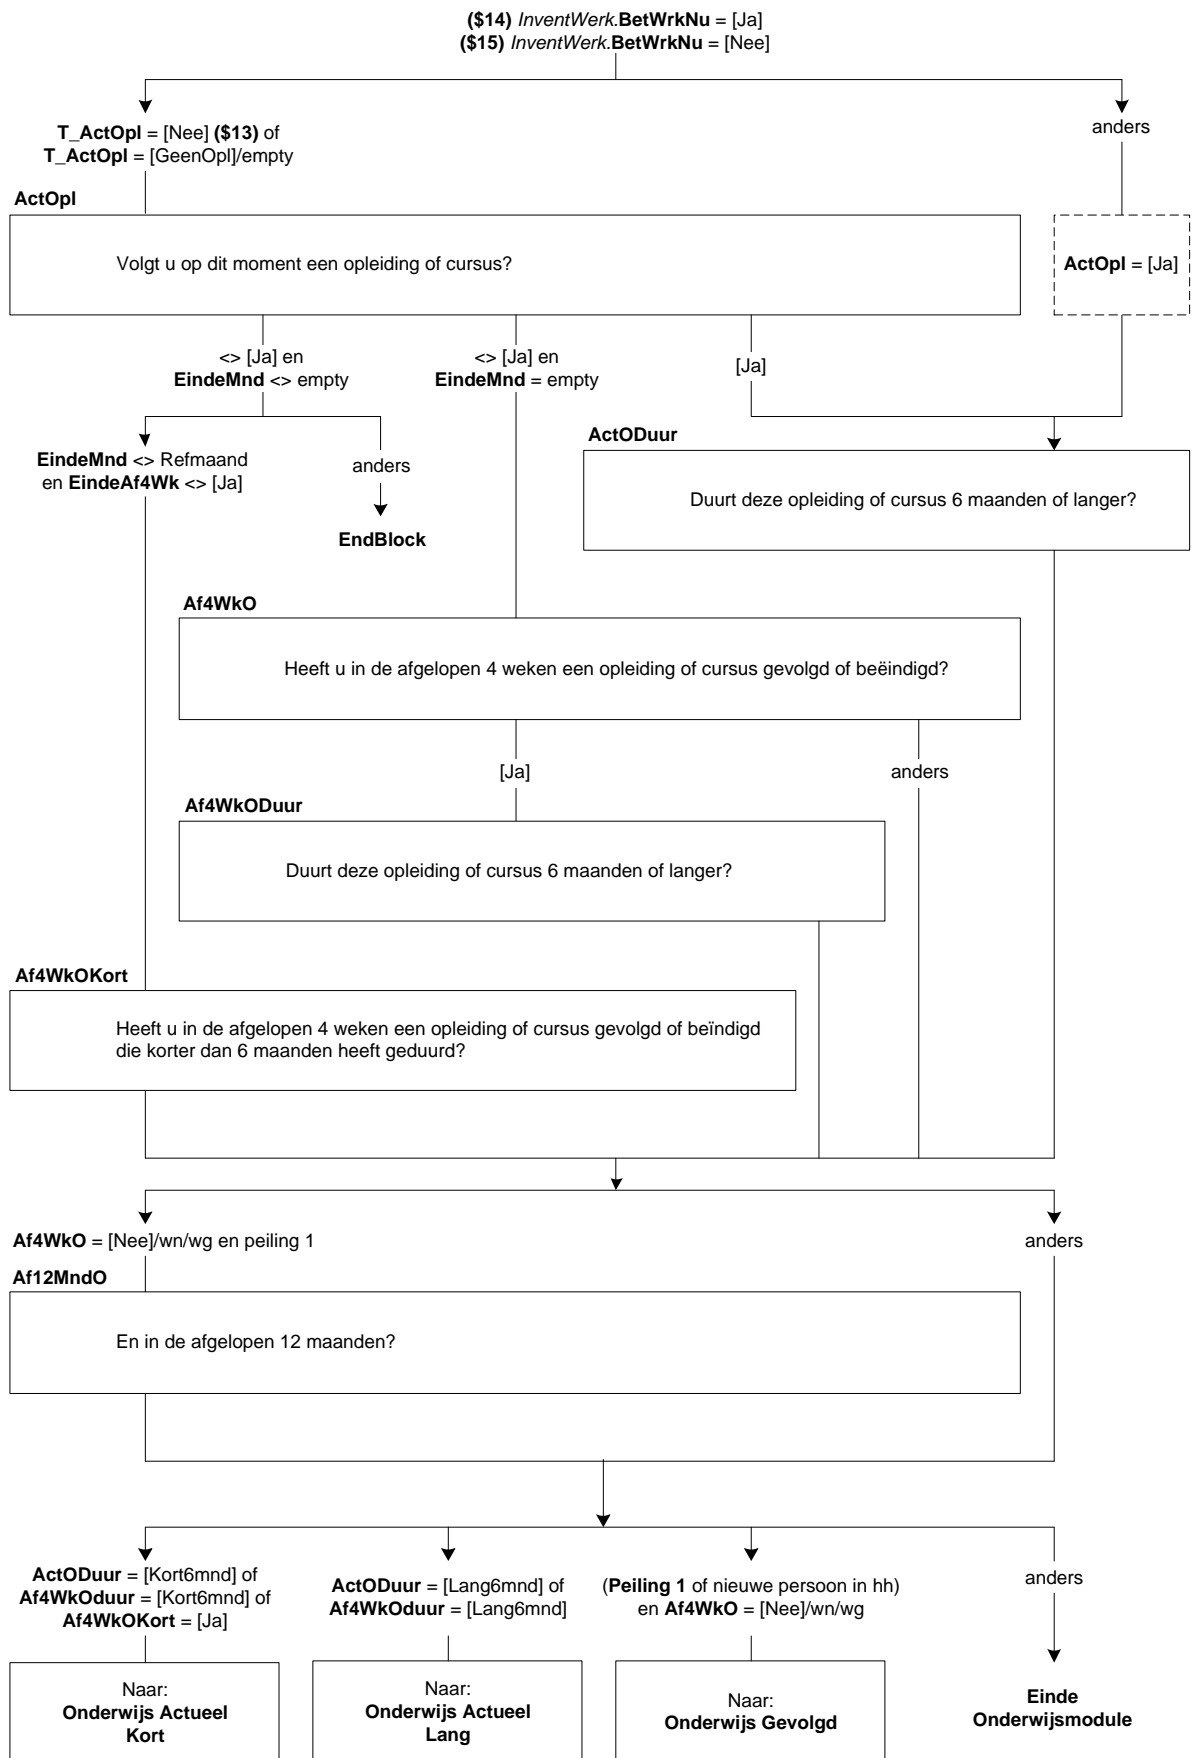 ($14) InventWerk.BetWrkNu = [Ja]
($15) InventWerk.BetWrkNu = [Nee]
T_ActOpl = [Nee] ($13) of
T_ActOpl = [GeenOpl]/empty
anders
ActOpl
Volgt u op dit moment een opleiding of cursus?
ActOpl = [Ja]
<> [Ja] en
EindeMnd <> empty
<> [Ja] en
EindeMnd = empty
[Ja]
EindeMnd <> Refmaand
en EindeAf4Wk <> [Ja]
anders
EndBlock
ActODuur
Duurt deze opleiding of cursus 6 maanden of langer?
Af4WkO
Heeft u in de afgelopen 4 weken een opleiding of cursus gevolgd of beëindigd?
[Ja]
anders
Af4WkODuur
Duurt deze opleiding of cursus 6 maanden of langer?
Af4WkOKort
Heeft u in de afgelopen 4 weken een opleiding of cursus gevolgd of beïndigd
die korter dan 6 maanden heeft geduurd?
Af4WkO = [Nee]/wn/wg en peiling 1
anders
Af12MndO
En in de afgelopen 12 maanden?
ActODuur = [Kort6mnd] of
Af4WkOduur = [Kort6mnd] of
Af4WkOKort = [Ja]
ActODuur = [Lang6mnd] of
Af4WkOduur = [Lang6mnd]
(Peiling 1 of nieuwe persoon in hh)
en Af4WkO = [Nee]/wn/wg
anders
Naar:
Onderwijs Actueel
Kort
Naar:
Onderwijs Actueel
Lang
Naar:
Onderwijs Gevolgd
Einde
Onderwijsmodule